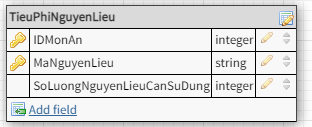 TieuPhiNguyenLieu
IDMonAn integer
MaNguyenLieu string
SoLuongNguyenLieuCanSuDung integer
Add field